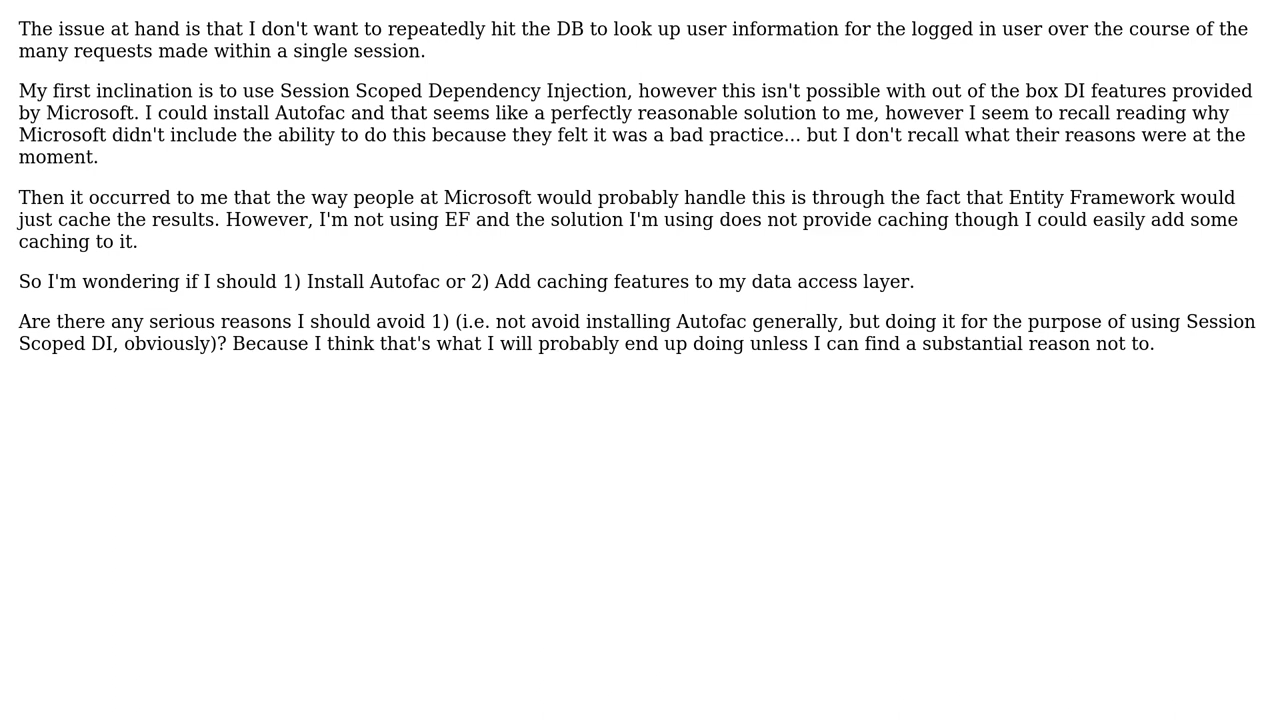 The issue at hand is that I don't want to repeatedly hit the DB to look up user information for the logged in user over the course of the
many requests made within a single session.
My first inclination is to use Session Scoped Dependency Injection, however this isn't possible with out of the box DI features provided
by Microsoft. I could install Autofac and that seems like a perfectly reasonable solution to me, however I seem to recall reading why
Microsoft didn't include the ability to do this because they felt it was a bad practice... but I don't recall what their reasons were at the
moment.
Then it occurred to me that the way people at Microsoft would probably handle this is through the fact that Entity Framework would
just cache the results. However, I'm not using EF and the solution I'm using does not provide caching though I could easily add some
caching to it.
So I'm wondering if I should 1) Install Autofac or 2) Add caching features to my data access layer.
Are there any serious reasons I should avoid 1) (i.e. not avoid installing Autofac generally, but doing it for the purpose of using Session
Scoped DI, obviously)? Because I think that's what I will probably end up doing unless I can find a substantial reason not to.